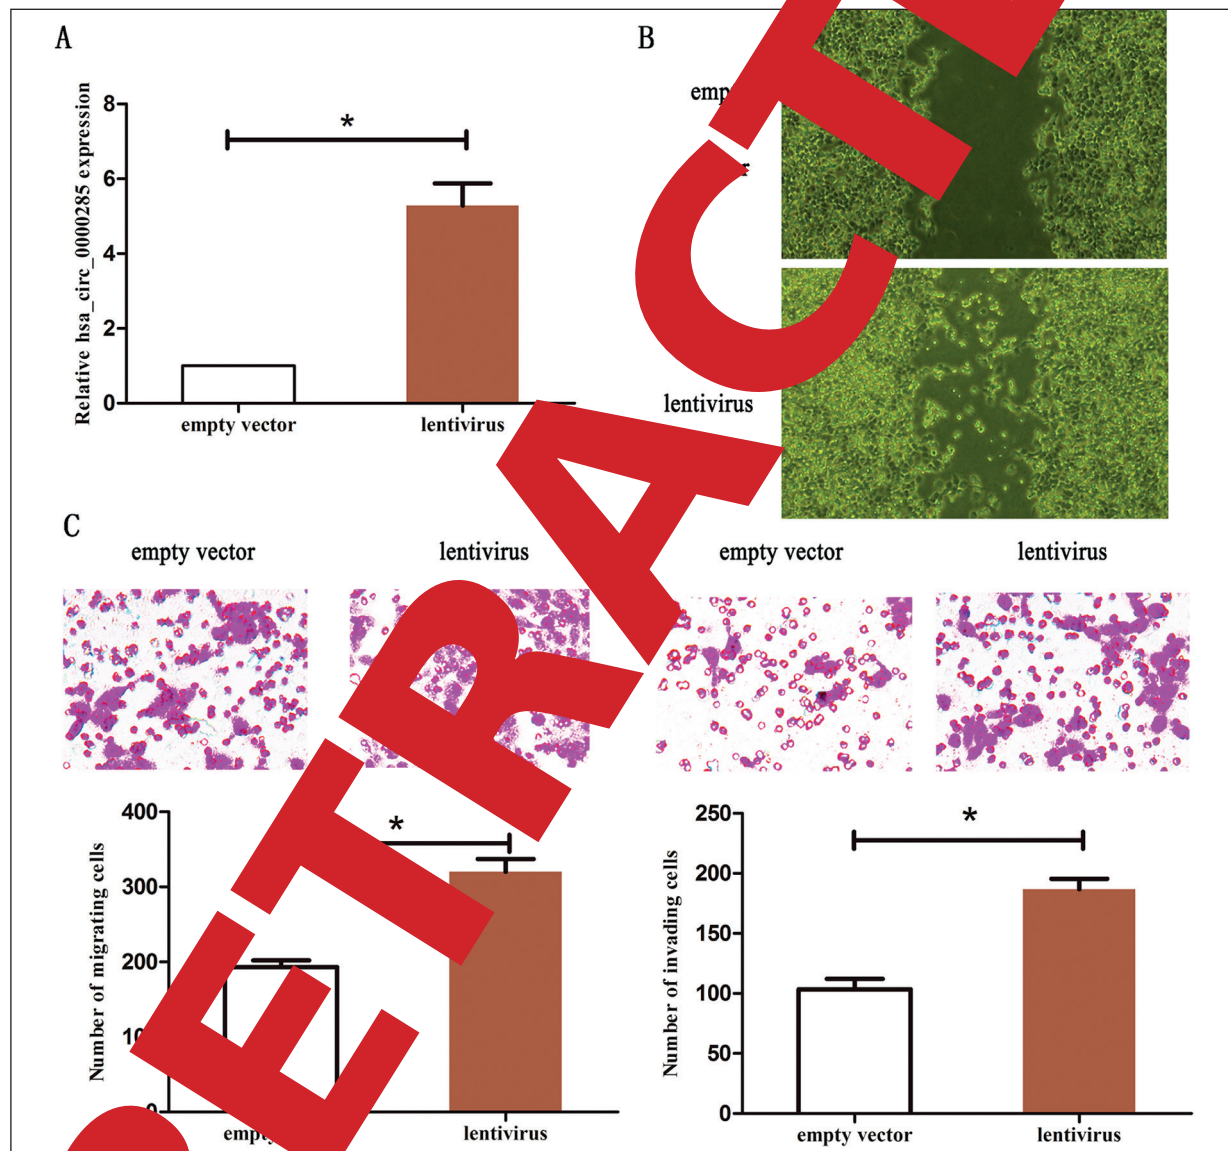 A
B
Relative hsa_circ_0000285 expression
8
6
4
2
0
*
empty vector
lentivirus
lentivirus
C
empty vector
lentivirus
empty vector
lentivirus
Number of migrating cells
400
300
200
*
lentivirus
Number of invading cells
250
200
150
100
50
0
*
empty vector
lentivirus